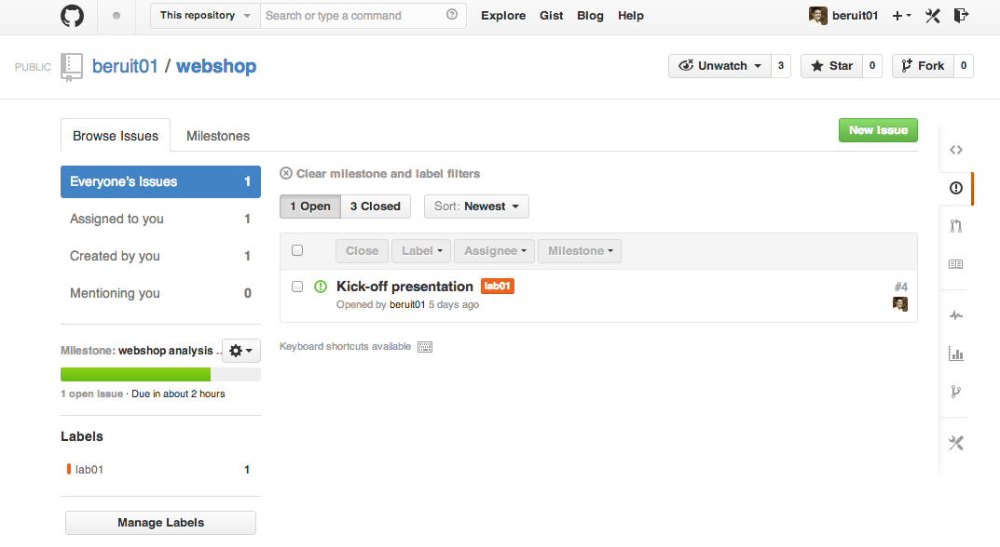 This repository Search or type a command Explore Gist Blog Help beruit01
PUBLIC beruit01 / webshop Unwatch 3 Star 0 Fork 0
Browse Issues Milestones New Issue
Everyone's Issues 1
Assigned to you 1
Created by you 1
Mentioning you 0
Milestone: webshop analysis ..
1 open issue · Due in about 2 hours
Labels
lab01 1
Manage Labels
Clear milestone and label filters
1 Open 3 Closed Sort: Newest
Close Label Assignee Milestone
Kick-off presentation lab01 #4
Opened by beruit01 5 days ago
Keyboard shortcuts available